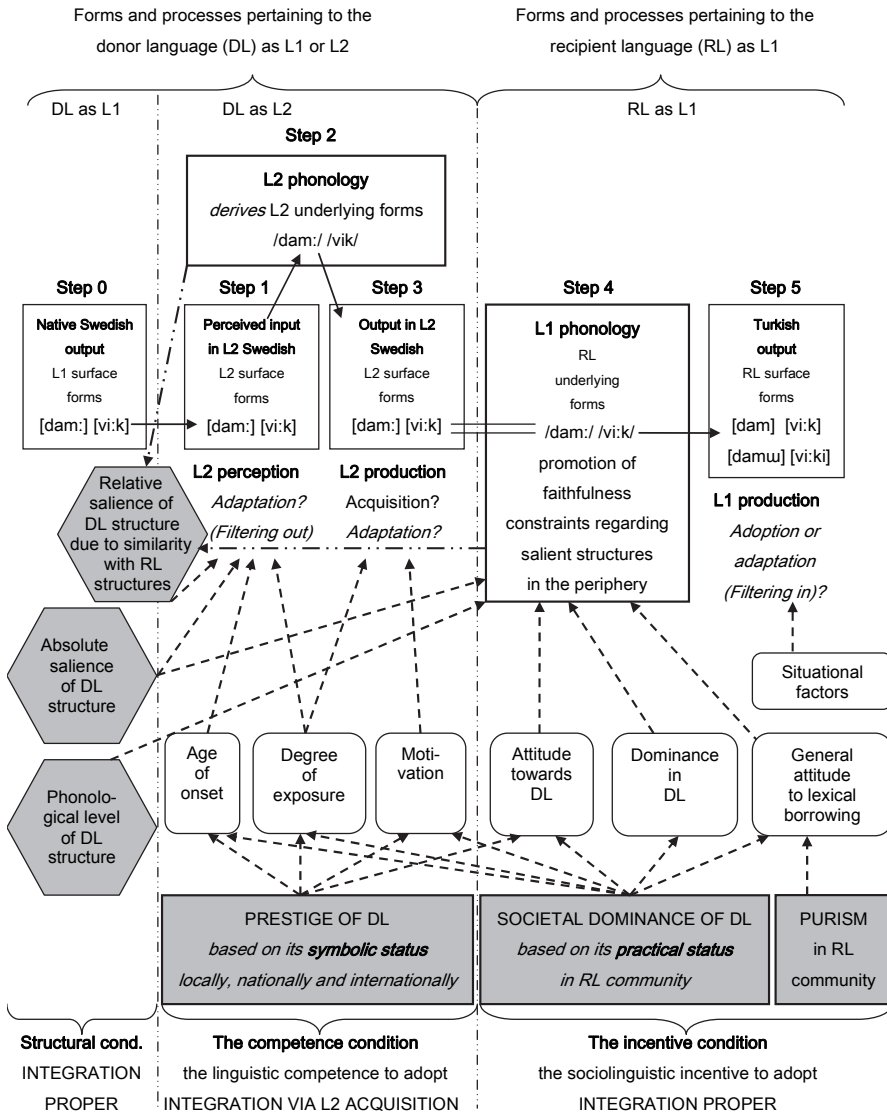 Forms and processes pertaining to the
donor language (DL) as L1 or L2
Forms and processes pertaining to the
recipient language (RL) as L1
DL as L1
DL as L2
RL as L1
Step 2
L2 phonology
derives L2 underlying forms
/dam:/ /vik/
Step 0
Native Swedish
output
L1 surface
forms
[dam:] [vi:k]
Step 1
Perceived input
in L2 Swedish
L2 surface
forms
[dam:] [vi:k]
Step 3
Output in L2
Swedish
L2 surface
forms
[dam:] [vi:k]
Step 4
L1 phonology
RL
underlying
forms
/dam:/ /vi:k/
promotion of
faithfulness
constraints regarding
salient structures
in the periphery
Step 5
Turkish
output
RL surface
forms
[dam] [vi:k]
[damɯ] [vi:ki]
L2 perception
Adaptation?
(Filtering out)
L2 production
Acquisition?
Adaptation?
L1 production
Adoption or
adaptation
(Filtering in)?
Relative
salience of
DL structure
due to similarity
with RL
structures
Absolute
salience
of DL
structure
Phonolo-
gical level
of DL
structure
Situational
factors
Age of
onset
Degree
of
exposure
Moti-
vation
Attitude
towards
DL
Dominance
in
DL
General
attitude
to lexical
borrowing
PRESTIGE OF DL
based on its symbolic status
locally, nationally and internationally
SOCIETAL DOMINANCE OF DL
based on its practical status
in RL community
PURISM
in RL
community
Structural cond.
INTEGRATION
PROPER
The competence condition
the linguistic competence to adopt
INTEGRATION VIA L2 ACQUISITION
The incentive condition
the sociolinguistic incentive to adopt
INTEGRATION PROPER